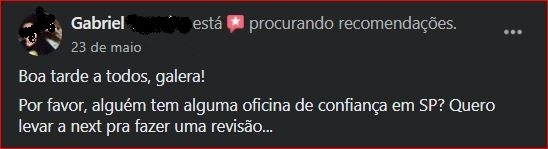 Gabriel está procurando recomendações.
23 de maio
Boa tarde a todos, galera!
Por favor, alguém tem alguma oficina de confiança em SP? Quero
levar a next pra fazer uma revisão...